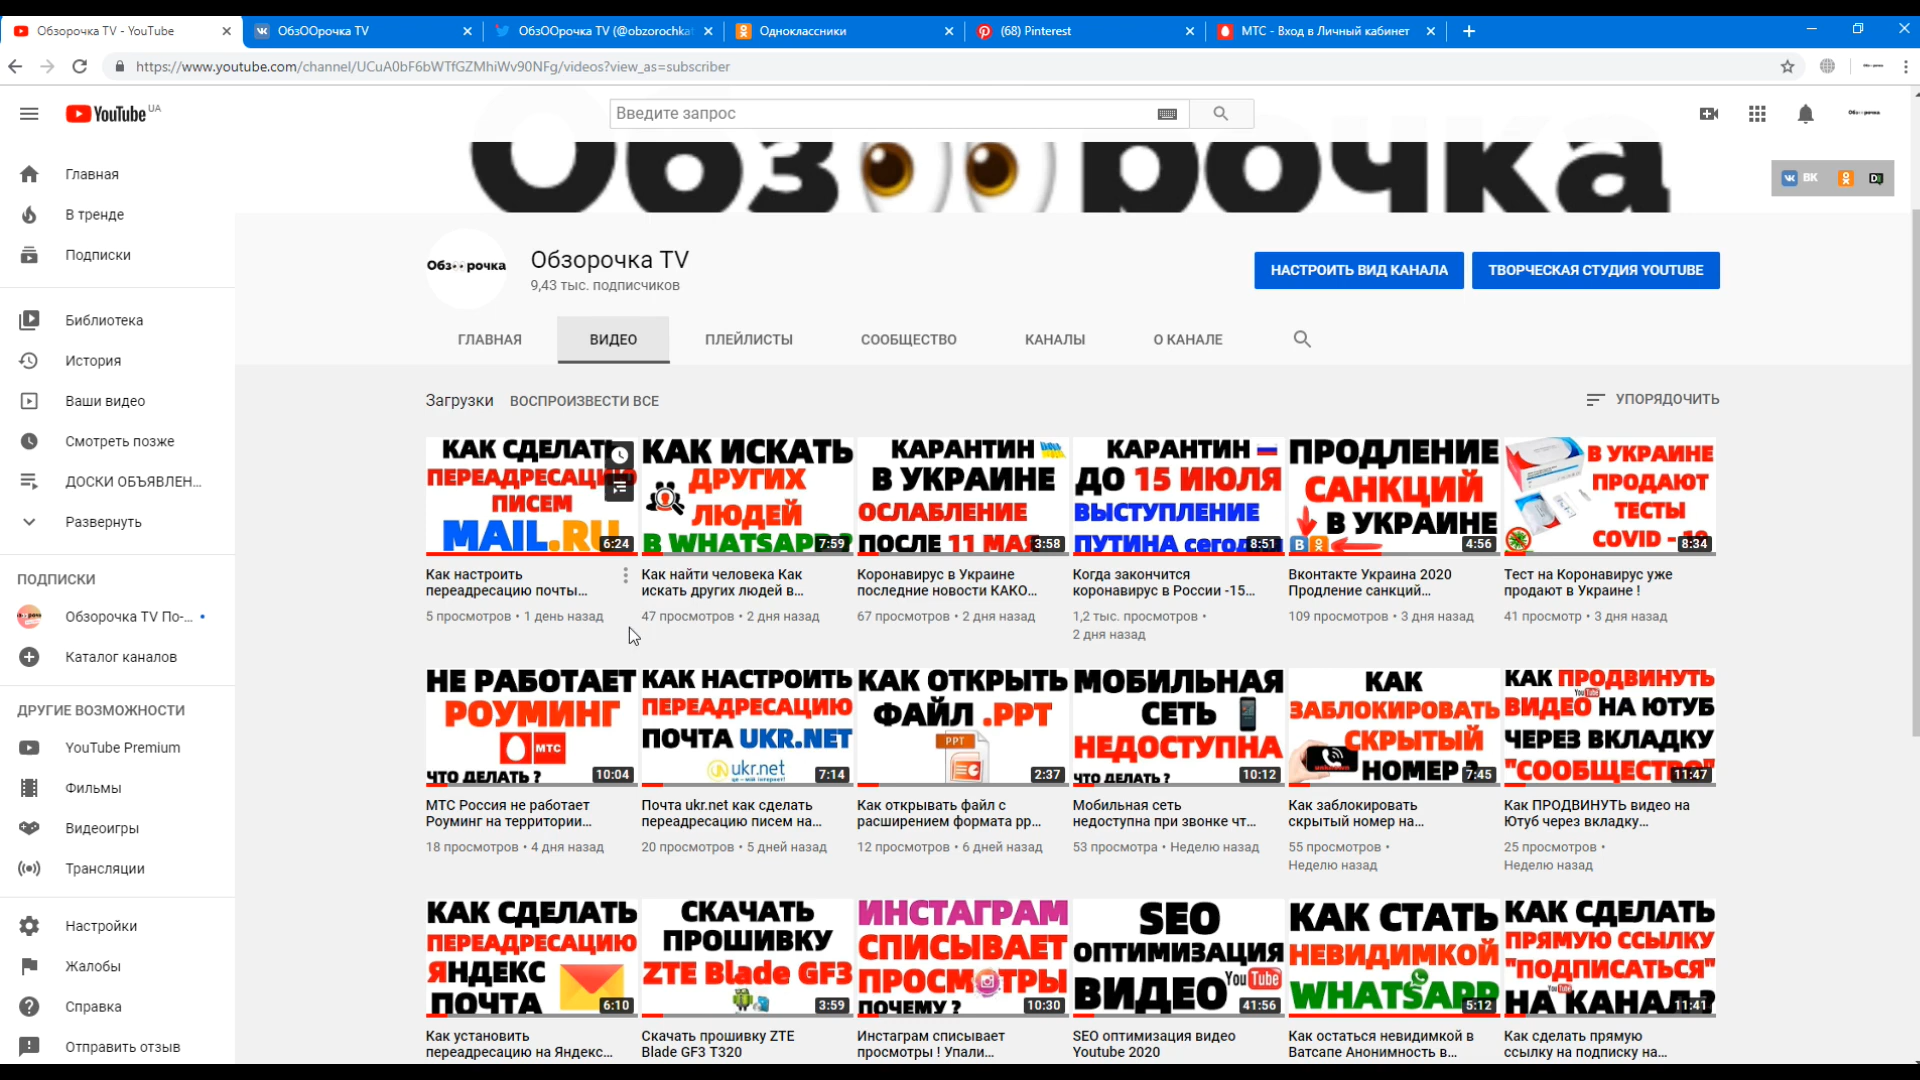 Обзорочка TV - YouTube
ОбзООрочка TV
ОбзООрочка TV (@obzorochka
Одноклассники
(68) Pinterest
МТС - Вход в Личный кабинет
https://www.youtube.com/channel/UCuA0bF6bWTfGZMhiWv90NFg/videos?view_as=subscriber
YouTube UA
Введите запрос
Обз👀рочка
ВК
Главная
В тренде
Подписки
Библиотека
История
Ваши видео
Смотреть позже
ДОСКИ ОБЪЯВЛЕН...
Развернуть
ПОДПИСКИ
Обзорочка TV По-...
Каталог каналов
ДРУГИЕ ВОЗМОЖНОСТИ
YouTube Premium
Фильмы
Видеоигры
Трансляции
Настройки
Жалобы
Справка
Отправить отзыв
Обз👀рочка
Обзорочка TV
9,43 тыс. подписчиков
НАСТРОИТЬ ВИД КАНАЛА
ТВОРЧЕСКАЯ СТУДИЯ YOUTUBE
ГЛАВНАЯ
ВИДЕО
ПЛЕЙЛИСТЫ
СООБЩЕСТВО
КАНАЛЫ
О КАНАЛЕ
Загрузки
ВОСПРОИЗВЕСТИ ВСЕ
УПОРЯДОЧИТЬ
КАК СДЕЛАТЬ
ПЕРЕАДРЕСАЦИЮ
ПИСЕМ
MAIL.RU
6:24
Как настроить
переадресацию почты...
5 просмотров • 1 день назад
КАК ИСКАТЬ
ДРУГИХ
ЛЮДЕЙ
В WHATSAPP ?
7:59
Как найти человека Как
искать других людей в...
47 просмотров • 2 дня назад
КАРАНТИН
В УКРАИНЕ
ОСЛАБЛЕНИЕ
ПОСЛЕ 11 МАЯ
3:58
Коронавирус в Украине
последние новости КАКО...
67 просмотров • 2 дня назад
КАРАНТИН
ДО 15 ИЮЛЯ
ВЫСТУПЛЕНИЕ
ПУТИНА сегод
8:51
Когда закончится
коронавирус в России -15...
1,2 тыс. просмотров •
2 дня назад
ПРОДЛЕНИЕ
САНКЦИЙ
В УКРАИНЕ
4:56
Вконтакте Украина 2020
Продление санкций...
109 просмотров • 3 дня назад
В УКРАИНЕ
ПРОДАЮТ
ТЕСТЫ
COVID - 19
8:34
Тест на Коронавирус уже
продают в Украине !
41 просмотр • 3 дня назад
НЕ РАБОТАЕТ
РОУМИНГ
МТС
ЧТО ДЕЛАТЬ ?
10:04
МТС Россия не работает
Роуминг на территории...
18 просмотров • 4 дня назад
КАК НАСТРОИТЬ
ПЕРЕАДРЕСАЦИЮ
ПОЧТА UKR.NET
ukr.net
7:14
Почта ukr.net как сделать
переадресацию писем на...
20 просмотров • 5 дней назад
КАК ОТКРЫТЬ
ФАЙЛ .PPT
PPT
2:37
Как открывать файл с
расширением формата pp...
12 просмотров • 6 дней назад
МОБИЛЬНАЯ
СЕТЬ
НЕДОСТУПНА
ЧТО ДЕЛАТЬ ?
10:12
Мобильная сеть
недоступна при звонке чт...
53 просмотра • Неделю назад
КАК
ЗАБЛОКИРОВАТЬ
СКРЫТЫЙ
НОМЕР ?
7:45
Как заблокировать
скрытый номер на...
55 просмотров •
Неделю назад
КАК ПРОДВИНУТЬ
ВИДЕО НА ЮТУБ
ЧЕРЕЗ ВКЛАДКУ
"СООБЩЕСТВО"
11:47
Как ПРОДВИНУТЬ видео на
Ютуб через вкладку...
25 просмотров •
Неделю назад
КАК СДЕЛАТЬ
ПЕРЕАДРЕСАЦИЮ
ЯНДЕКС
ПОЧТА
6:10
Как установить
переадресацию на Яндекс...
СКАЧАТЬ
ПРОШИВКУ
ZTE Blade GF3
3:59
Скачать прошивку ZTE
Blade GF3 T320
ИНСТАГРАМ
СПИСЫВАЕТ
ПРОСМОТРЫ
ПОЧЕМУ ?
10:30
Инстаграм списывает
просмотры ! Упали...
SEO
ОПТИМИЗАЦИЯ
ВИДЕО YouTube
41:56
SEO оптимизация видео
Youtube 2020
КАК СТАТЬ
НЕВИДИМКОЙ
WHATSAPP
5:12
Как остаться невидимкой в
Ватсапе Анонимность в...
КАК СДЕЛАТЬ
ПРЯМУЮ ССЫЛКУ
"ПОДПИСАТЬСЯ"
НА КАНАЛ?
11:41
Как сделать прямую
ссылку на подписку на...